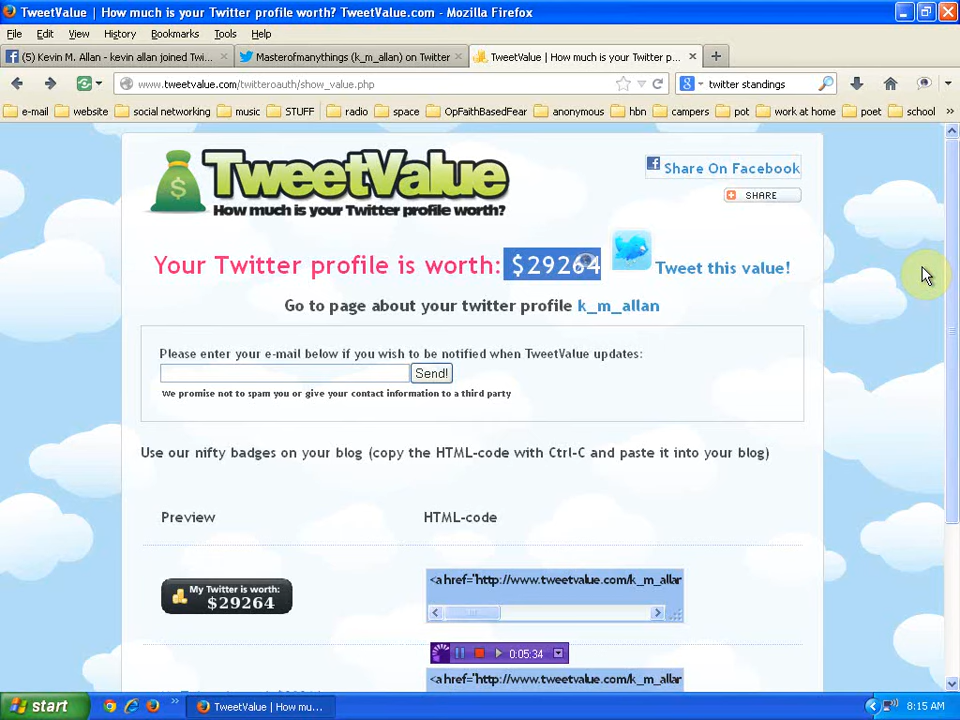 TweetValue | How much is your Twitter profile worth? TweetValue.com - Mozilla Firefox
File Edit View History Bookmarks Tools Help
(5) Kevin M. Allan - kevin allan joined Twi...
Masterofmanythings (k_m_allan) on Twitter
TweetValue | How much is your Twitter p...
www.tweetvalue.com/twitteroauth/show_value.php
twitter standings
e-mail website social networking music STUFF radio space OpFaithBasedFear anonymous hbn campers pot work at home poet school »
TweetValue
How much is your Twitter profile worth?
Share On Facebook
SHARE
Your Twitter profile is worth: $29264
Tweet this value!
Go to page about your twitter profile k_m_allan
Please enter your e-mail below if you wish to be notified when TweetValue updates:
Send!
We promise not to spam you or give your contact information to a third party
Use our nifty badges on your blog (copy the HTML-code with Ctrl-C and paste it into your blog)
Preview HTML-code
My Twitter is worth:
$29264
<a href="http://www.tweetvalue.com/k_m_allan
0:05:34
<a href="http://www.tweetvalue.com/k_m_allan
start
»
TweetValue | How mu...
8:15 AM